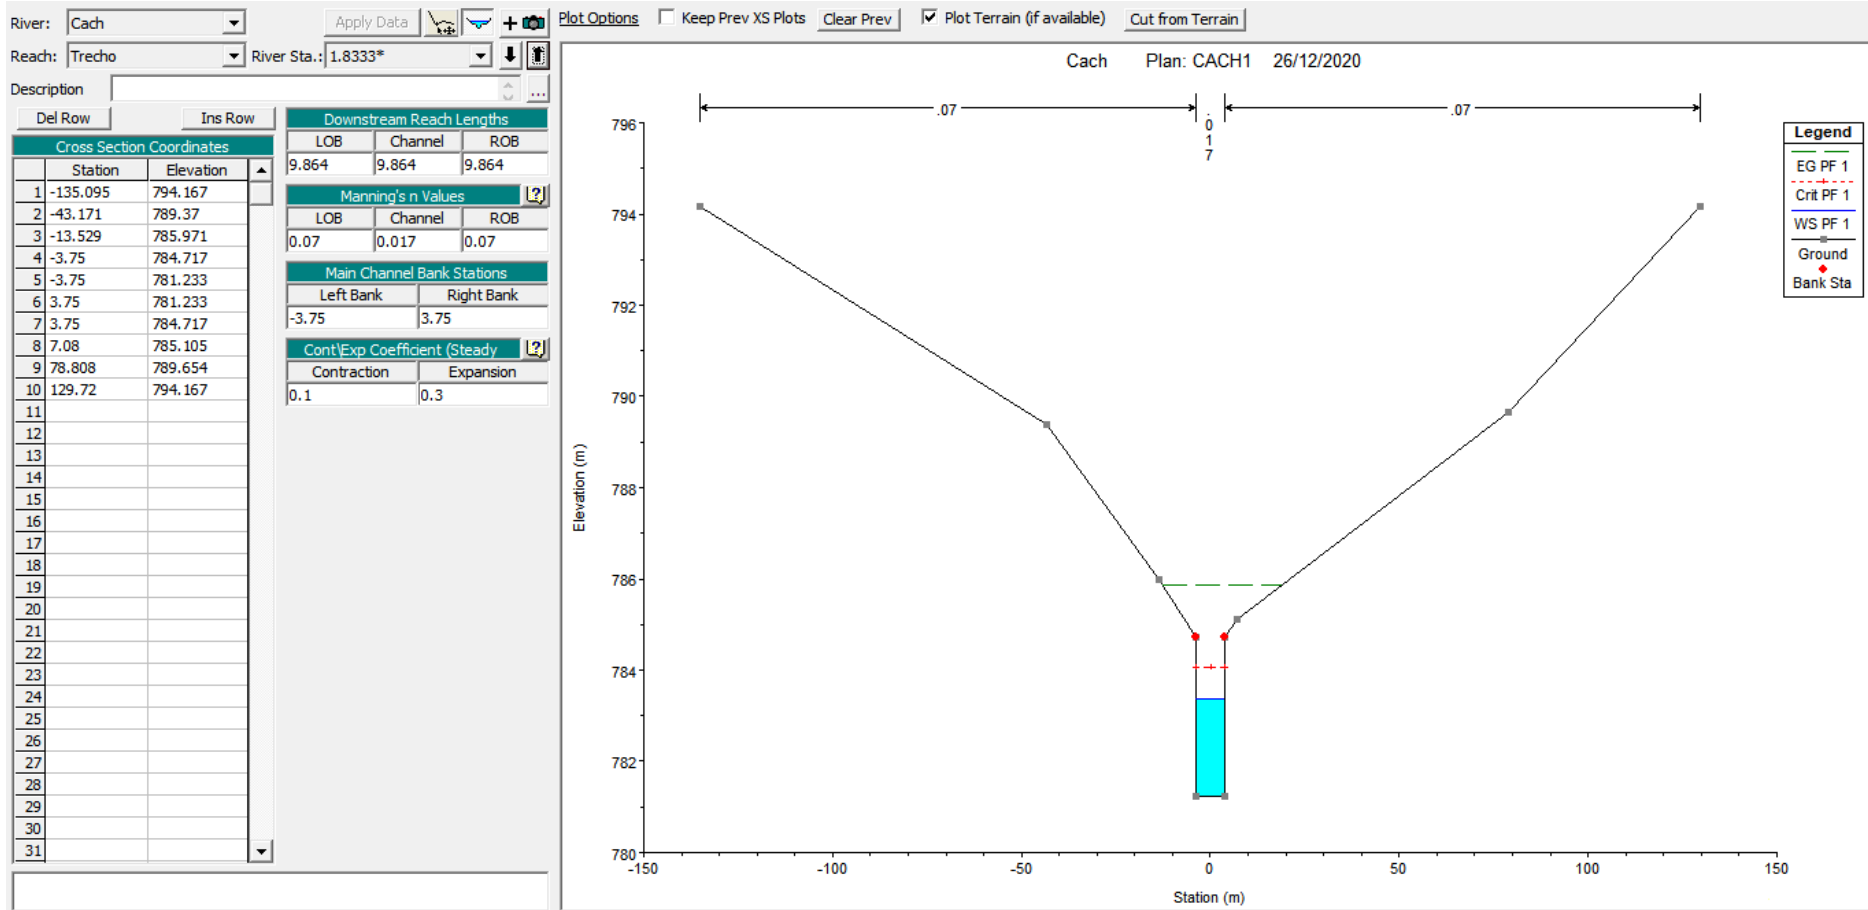 River: Cach Apply Data
Reach: Trecho River Sta.: 1.8333*
Description ...
Del Row Ins Row
Cross Section Coordinates
Station Elevation
1 -135.095 794.167
2 -43.171 789.37
3 -13.529 785.971
4 -3.75 784.717
5 -3.75 781.233
6 3.75 781.233
7 3.75 784.717
8 7.08 785.105
9 78.808 789.654
10 129.72 794.167
11
12
13
14
15
16
17
18
19
20
21
22
23
24
25
26
27
28
29
30
31
Downstream Reach Lengths
LOB Channel ROB
9.864 9.864 9.864
Manning's n Values
LOB Channel ROB
0.07 0.017 0.07
Main Channel Bank Stations
Left Bank Right Bank
-3.75 3.75
Cont\Exp Coefficient (Steady
Contraction Expansion
0.1 0.3
Plot Options Keep Prev XS Plots Clear Prev Plot Terrain (if available) Cut from Terrain
Cach Plan: CACH1 26/12/2020
.07 .017 .07
796
794
792
790
788
786
784
782
780
Elevation (m)
-150 -100 -50 0 50 100 150
Station (m)
Legend
EG PF 1
Crit PF 1
WS PF 1
Ground
Bank Sta